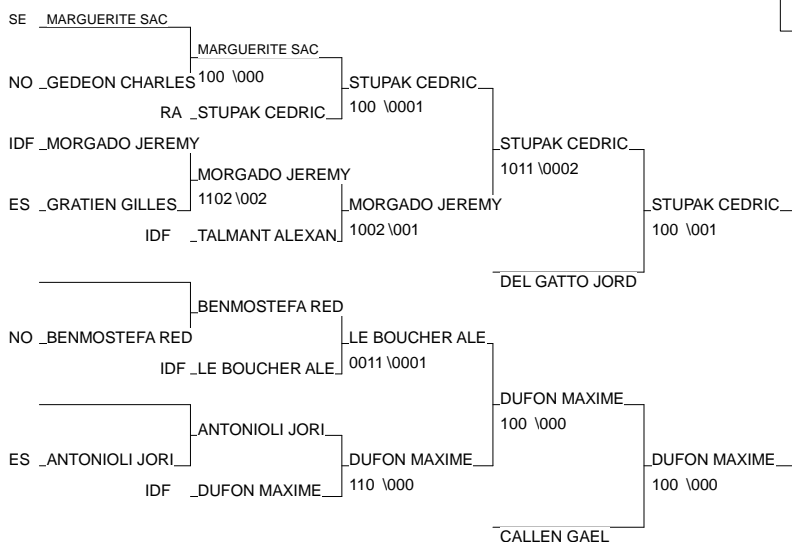 SE MARGUERITE SAC
MARGUERITE SAC
NO GEDEON CHARLES 100 \000 STUPAK CEDRIC
RA STUPAK CEDRIC 100 \0001
IDF MORGADO JEREMY STUPAK CEDRIC
MORGADO JEREMY 1011 \0002
ES GRATIEN GILLES 1102 \002 MORGADO JEREMY STUPAK CEDRIC
IDF TALMANT ALEXAN 1002 \001 100 \001
DEL GATTO JORD
BENMOSTEFA RED
NO BENMOSTEFA RED LE BOUCHER ALE
IDF LE BOUCHER ALE 0011 \0001
DUFON MAXIME
ANTONIOLI JORI 100 \000
ES ANTONIOLI JORI DUFON MAXIME DUFON MAXIME
IDF DUFON MAXIME 110 \000 100 \000
CALLEN GAEL